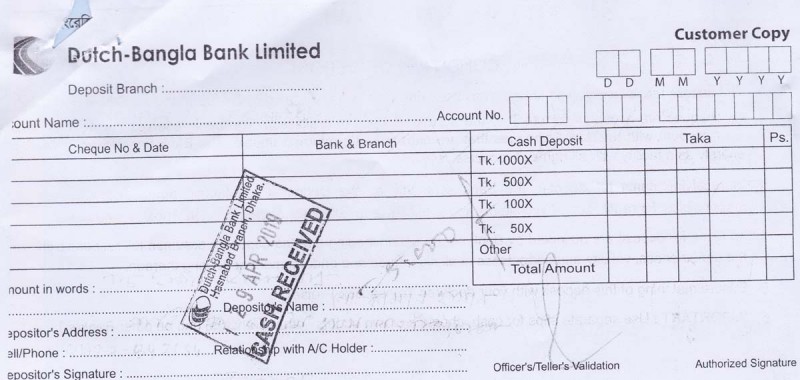 Customer Copy
Dutch-Bangla Bank Limited
D D M M Y Y Y Y
Deposit Branch :
ount Name : Account No.
Cheque No & Date Bank & Branch Cash Deposit Taka Ps.
Tk. 1000X
Tk. 500X
Tk. 100X
Tk. 50X
Other
Total Amount
Dutch-Bangla Bank Limited
Hasnabad Branch, Dhaka.
APR 2019
CASH RECEIVED
mount in words :
Depositor's Name :
epositor's Address :
ell/Phone : Relationship with A/C Holder :
epositor's Signature : Officer's/Teller's Validation Authorized Signature